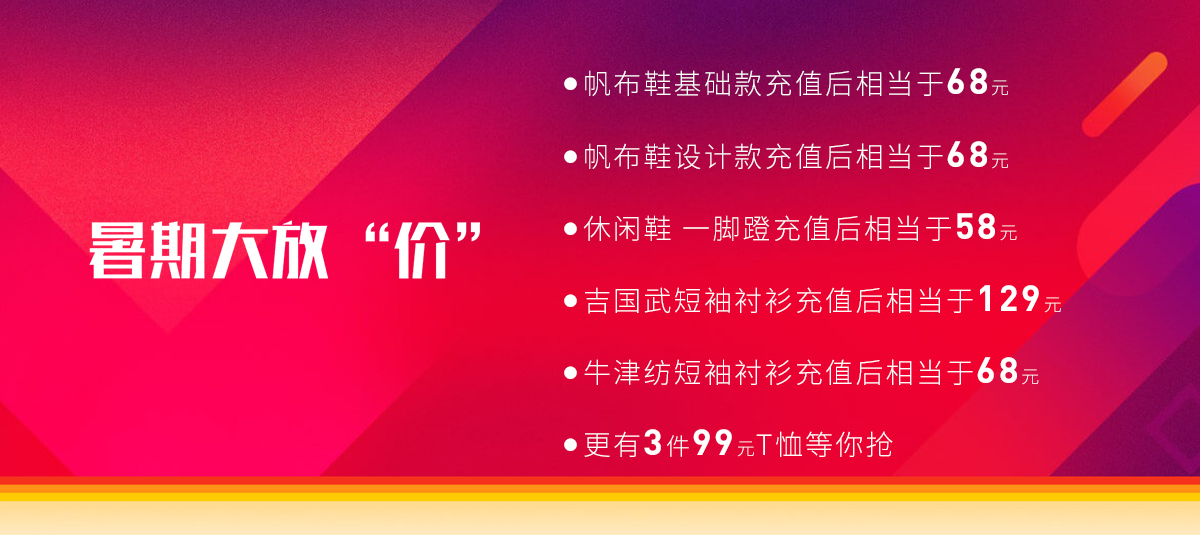 暑期大放“价”
●帆布鞋基础款充值后相当于68元
●帆布鞋设计款充值后相当于68元
●休闲鞋 一脚蹬充值后相当于58元
●吉国武短袖衬衫充值后相当于129元
●牛津纺短袖衬衫充值后相当于68元
●更有3件99元T恤等你抢